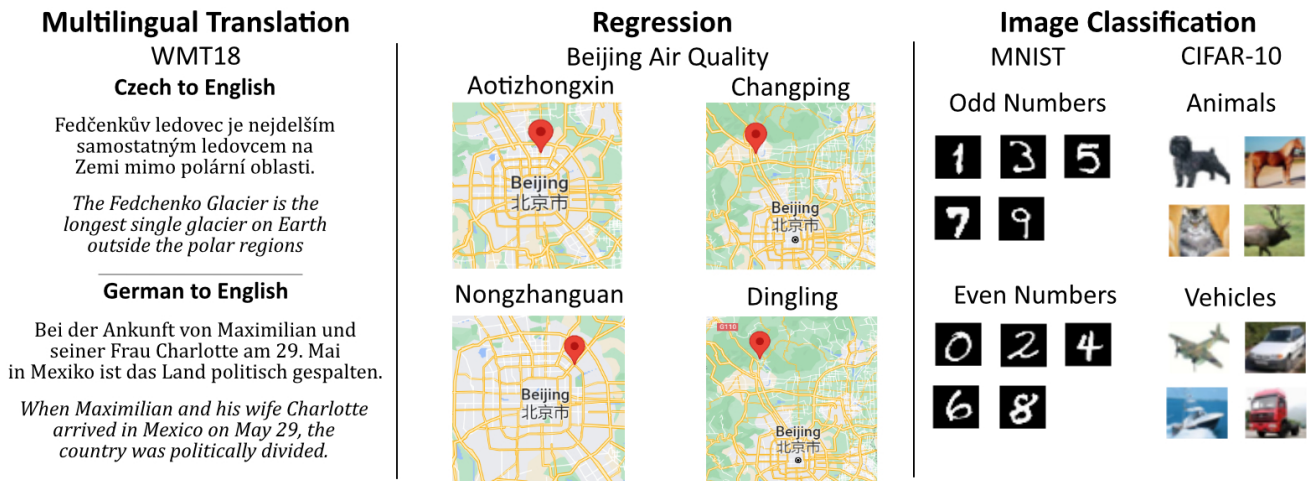 Multilingual Translation
WMT18
Czech to English
Fedčenkův ledovec je nejdelším
samostatným ledovcem na
Zemi mimo polární oblasti.
The Fedchenko Glacier is the
longest single glacier on Earth
outside the polar regions
German to English
Bei der Ankunft von Maximilian und
seiner Frau Charlotte am 29. Mai
in Mexiko ist das Land politisch gespalten.
When Maximilian and his wife Charlotte
arrived in Mexico on May 29, the
country was politically divided.
Regression
Beijing Air Quality
Aotizhongxin
Beijing
北京市
Changping
Beijing
北京市
Nongzhanguan
Beijing
北京市
Dingling
G110
Beijing
北京市
Image Classification
MNIST
CIFAR-10
Odd Numbers
1 3 5
7 9
Animals
Even Numbers
0 2 4
6 8
Vehicles